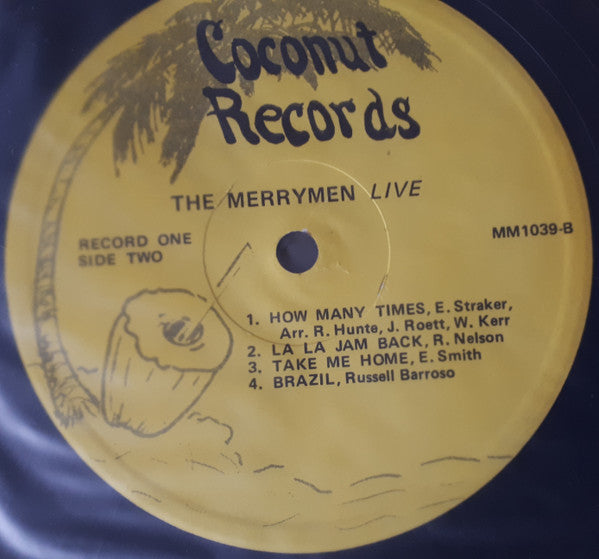 Coconut
Records
THE MERRYMEN LIVE
RECORD ONE
SIDE TWO
MM1039-B
1. HOW MANY TIMES, E. Straker,
Arr. R. Hunte, J. Roett, W. Kerr
2. LA LA JAM BACK, R. Nelson
3. TAKE ME HOME, E. Smith
4. BRAZIL, Russell Barroso